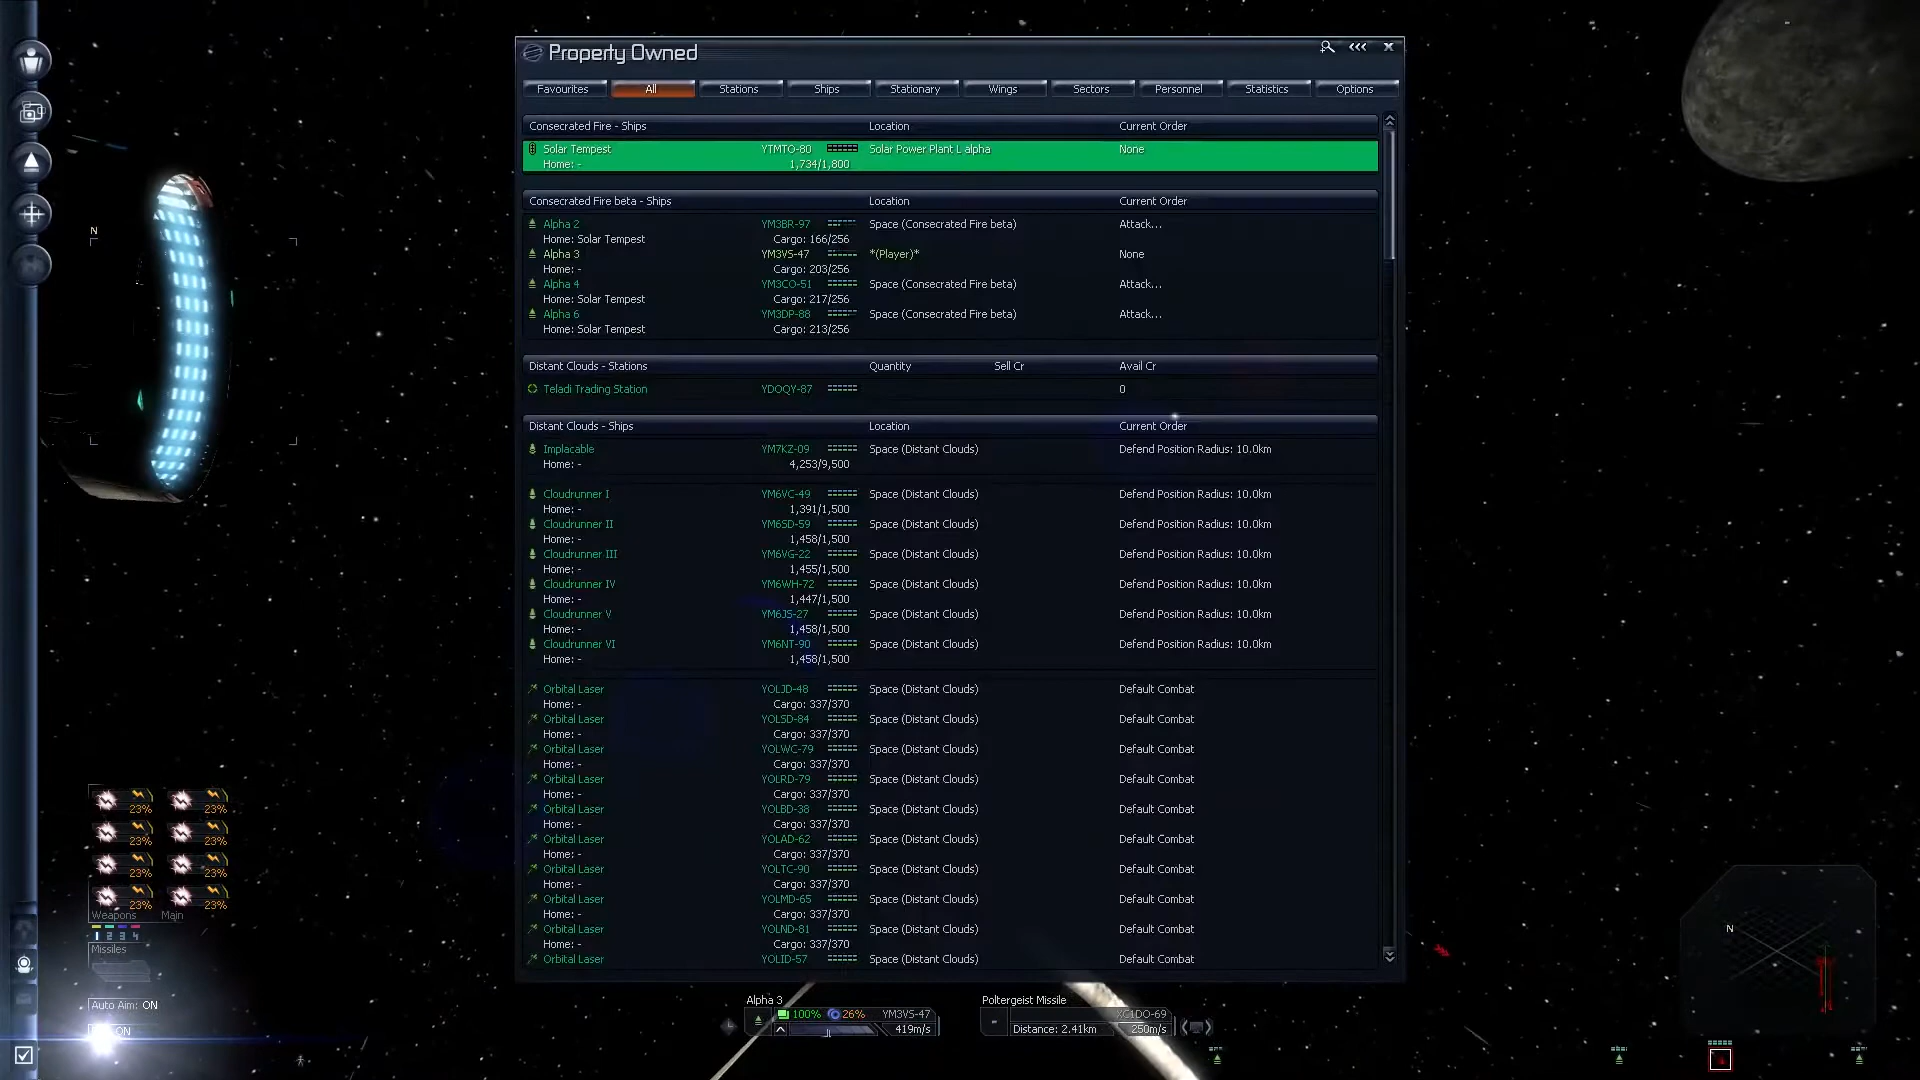 Property Owned
Favourites All Stations Ships Stationary Wings Sectors Personnel Statistics Options
Consecrated Fire - Ships Location Current Order
Solar Tempest YTMTO-80 Solar Power Plant L alpha None
Home: - 1,734/1,800
Consecrated Fire beta - Ships Location Current Order
Alpha 2 YM3BR-97 Space (Consecrated Fire beta) Attack...
Home: Solar Tempest Cargo: 166/256
Alpha 3 YM3VS-47 *(Player)* None
Home: - Cargo: 203/256
Alpha 4 YM3CO-51 Space (Consecrated Fire beta) Attack...
Home: Solar Tempest Cargo: 217/256
Alpha 6 YM3DP-88 Space (Consecrated Fire beta) Attack...
Home: Solar Tempest Cargo: 213/256
Distant Clouds - Stations Quantity Sell Cr Avail Cr
Teladi Trading Station YDOQY-87 0
Distant Clouds - Ships Location Current Order
Implacable YM7KZ-09 Space (Distant Clouds) Defend Position Radius: 10.0km
Home: - 4,253/9,500
Cloudrunner I YM6VC-49 Space (Distant Clouds) Defend Position Radius: 10.0km
Home: - 1,391/1,500
Cloudrunner II YM6SD-59 Space (Distant Clouds) Defend Position Radius: 10.0km
Home: - 1,458/1,500
Cloudrunner III YM6VG-22 Space (Distant Clouds) Defend Position Radius: 10.0km
Home: - 1,455/1,500
Cloudrunner IV YM6WH-72 Space (Distant Clouds) Defend Position Radius: 10.0km
Home: - 1,447/1,500
Cloudrunner V YM6JS-27 Space (Distant Clouds) Defend Position Radius: 10.0km
Home: - 1,458/1,500
Cloudrunner VI YM6NT-90 Space (Distant Clouds) Defend Position Radius: 10.0km
Home: - 1,458/1,500
Orbital Laser YOLJD-48 Space (Distant Clouds) Default Combat
Home: - Cargo: 337/370
Orbital Laser YOLSD-84 Space (Distant Clouds) Default Combat
Home: - Cargo: 337/370
Orbital Laser YOLWC-79 Space (Distant Clouds) Default Combat
Home: - Cargo: 337/370
Orbital Laser YOLRD-79 Space (Distant Clouds) Default Combat
Home: - Cargo: 337/370
Orbital Laser YOLBD-38 Space (Distant Clouds) Default Combat
Home: - Cargo: 337/370
Orbital Laser YOLAD-62 Space (Distant Clouds) Default Combat
Home: - Cargo: 337/370
Orbital Laser YOLTC-90 Space (Distant Clouds) Default Combat
Home: - Cargo: 337/370
Orbital Laser YOLMD-65 Space (Distant Clouds) Default Combat
Home: - Cargo: 337/370
Orbital Laser YOLND-81 Space (Distant Clouds) Default Combat
Home: - Cargo: 337/370
Orbital Laser YOLID-57 Space (Distant Clouds) Default Combat
N
23% 23%
23% 23%
23% 23%
23% 23%
Weapons Main
1 2 3 4
Missiles
Auto Aim: ON
ON
Alpha 3
100% 26% YM3VS-47
419m/s
Poltergeist Missile
XC1DO-69
Distance: 2.41km 250m/s
N